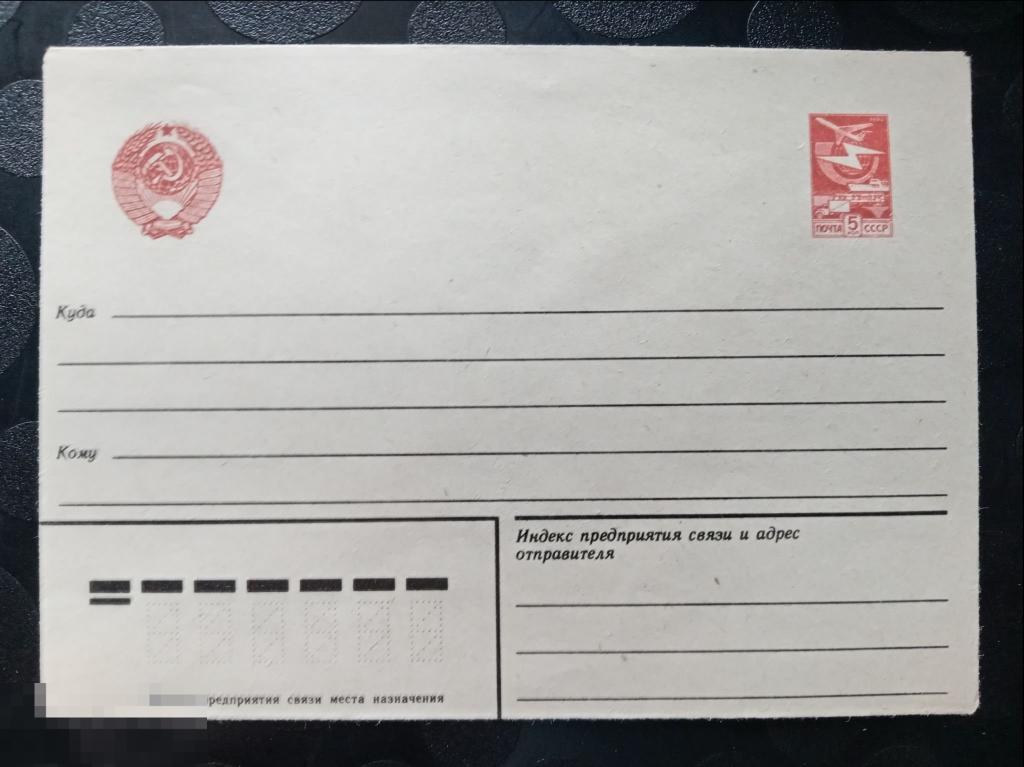 ПОЧТА 5 СССР
Куда
Кому
Индекс предприятия связи и адрес
отправителя
предприятия связи места назначения